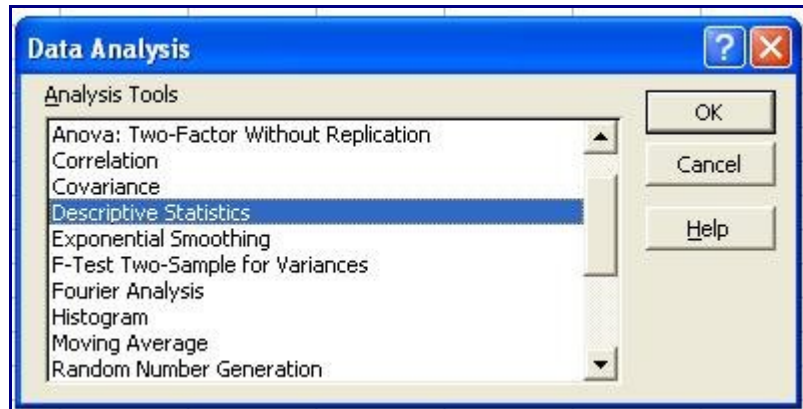 Data Analysis
Analysis Tools
Anova: Two-Factor Without Replication
Correlation
Covariance
Descriptive Statistics
Exponential Smoothing
F-Test Two-Sample for Variances
Fourier Analysis
Histogram
Moving Average
Random Number Generation
OK
Cancel
Help